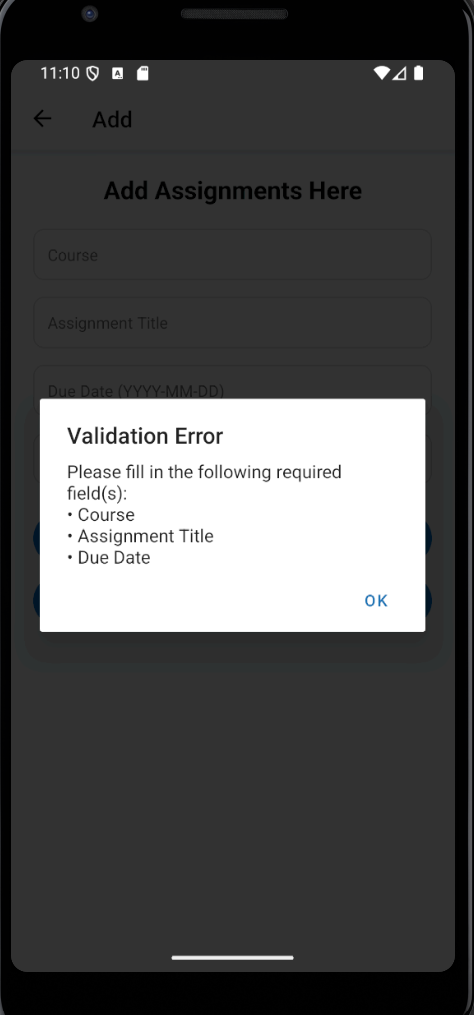 11:10
Add
Add Assignments Here
Course
Assignment Title
Due Date (YYYY-MM-DD)
Validation Error
Please fill in the following required
field(s):
• Course
• Assignment Title
• Due Date
OK